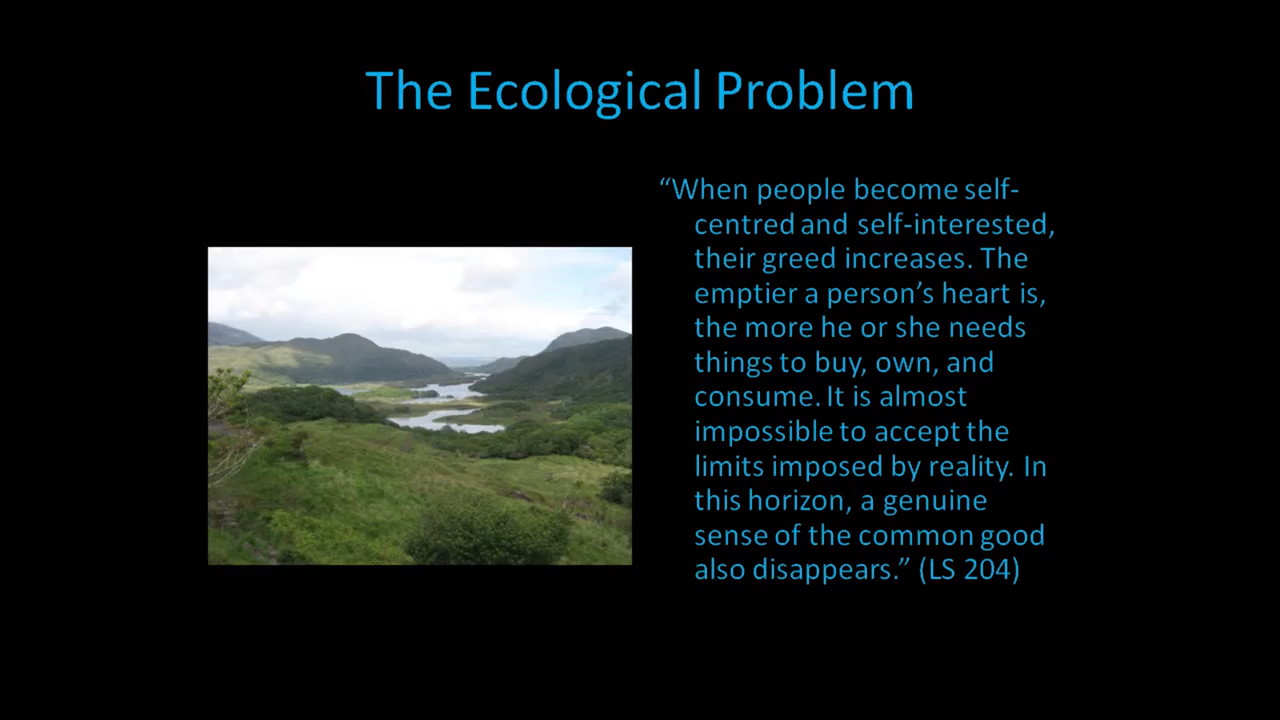 The Ecological Problem
“When people become self-
centred and self-interested,
their greed increases. The
emptier a person’s heart is,
the more he or she needs
things to buy, own, and
consume. It is almost
impossible to accept the
limits imposed by reality. In
this horizon, a genuine
sense of the common good
also disappears.” (LS 204)